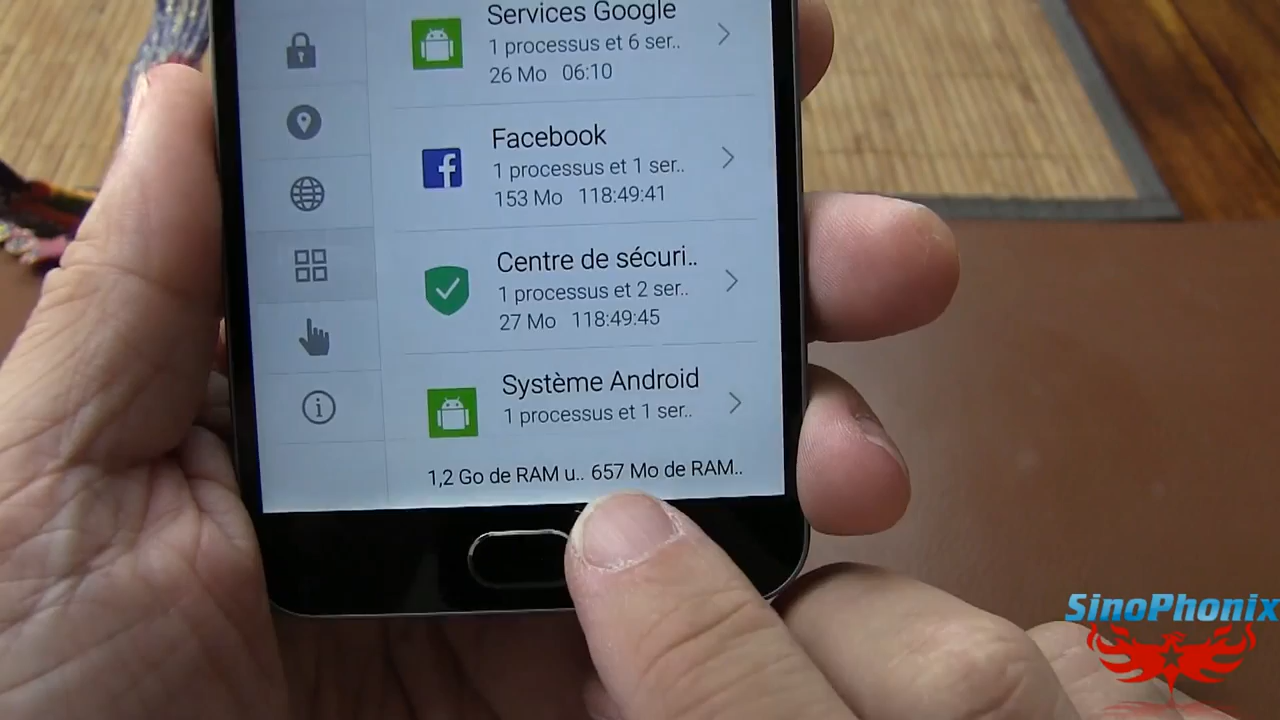 Services Google
1 processus et 6 ser..
26 Mo 06:10
Facebook
1 processus et 1 ser..
153 Mo 118:49:41
Centre de sécuri..
1 processus et 2 ser..
27 Mo 118:49:45
Système Android
1 processus et 1 ser..
1,2 Go de RAM u.. 657 Mo de RAM..
SinoPhonix